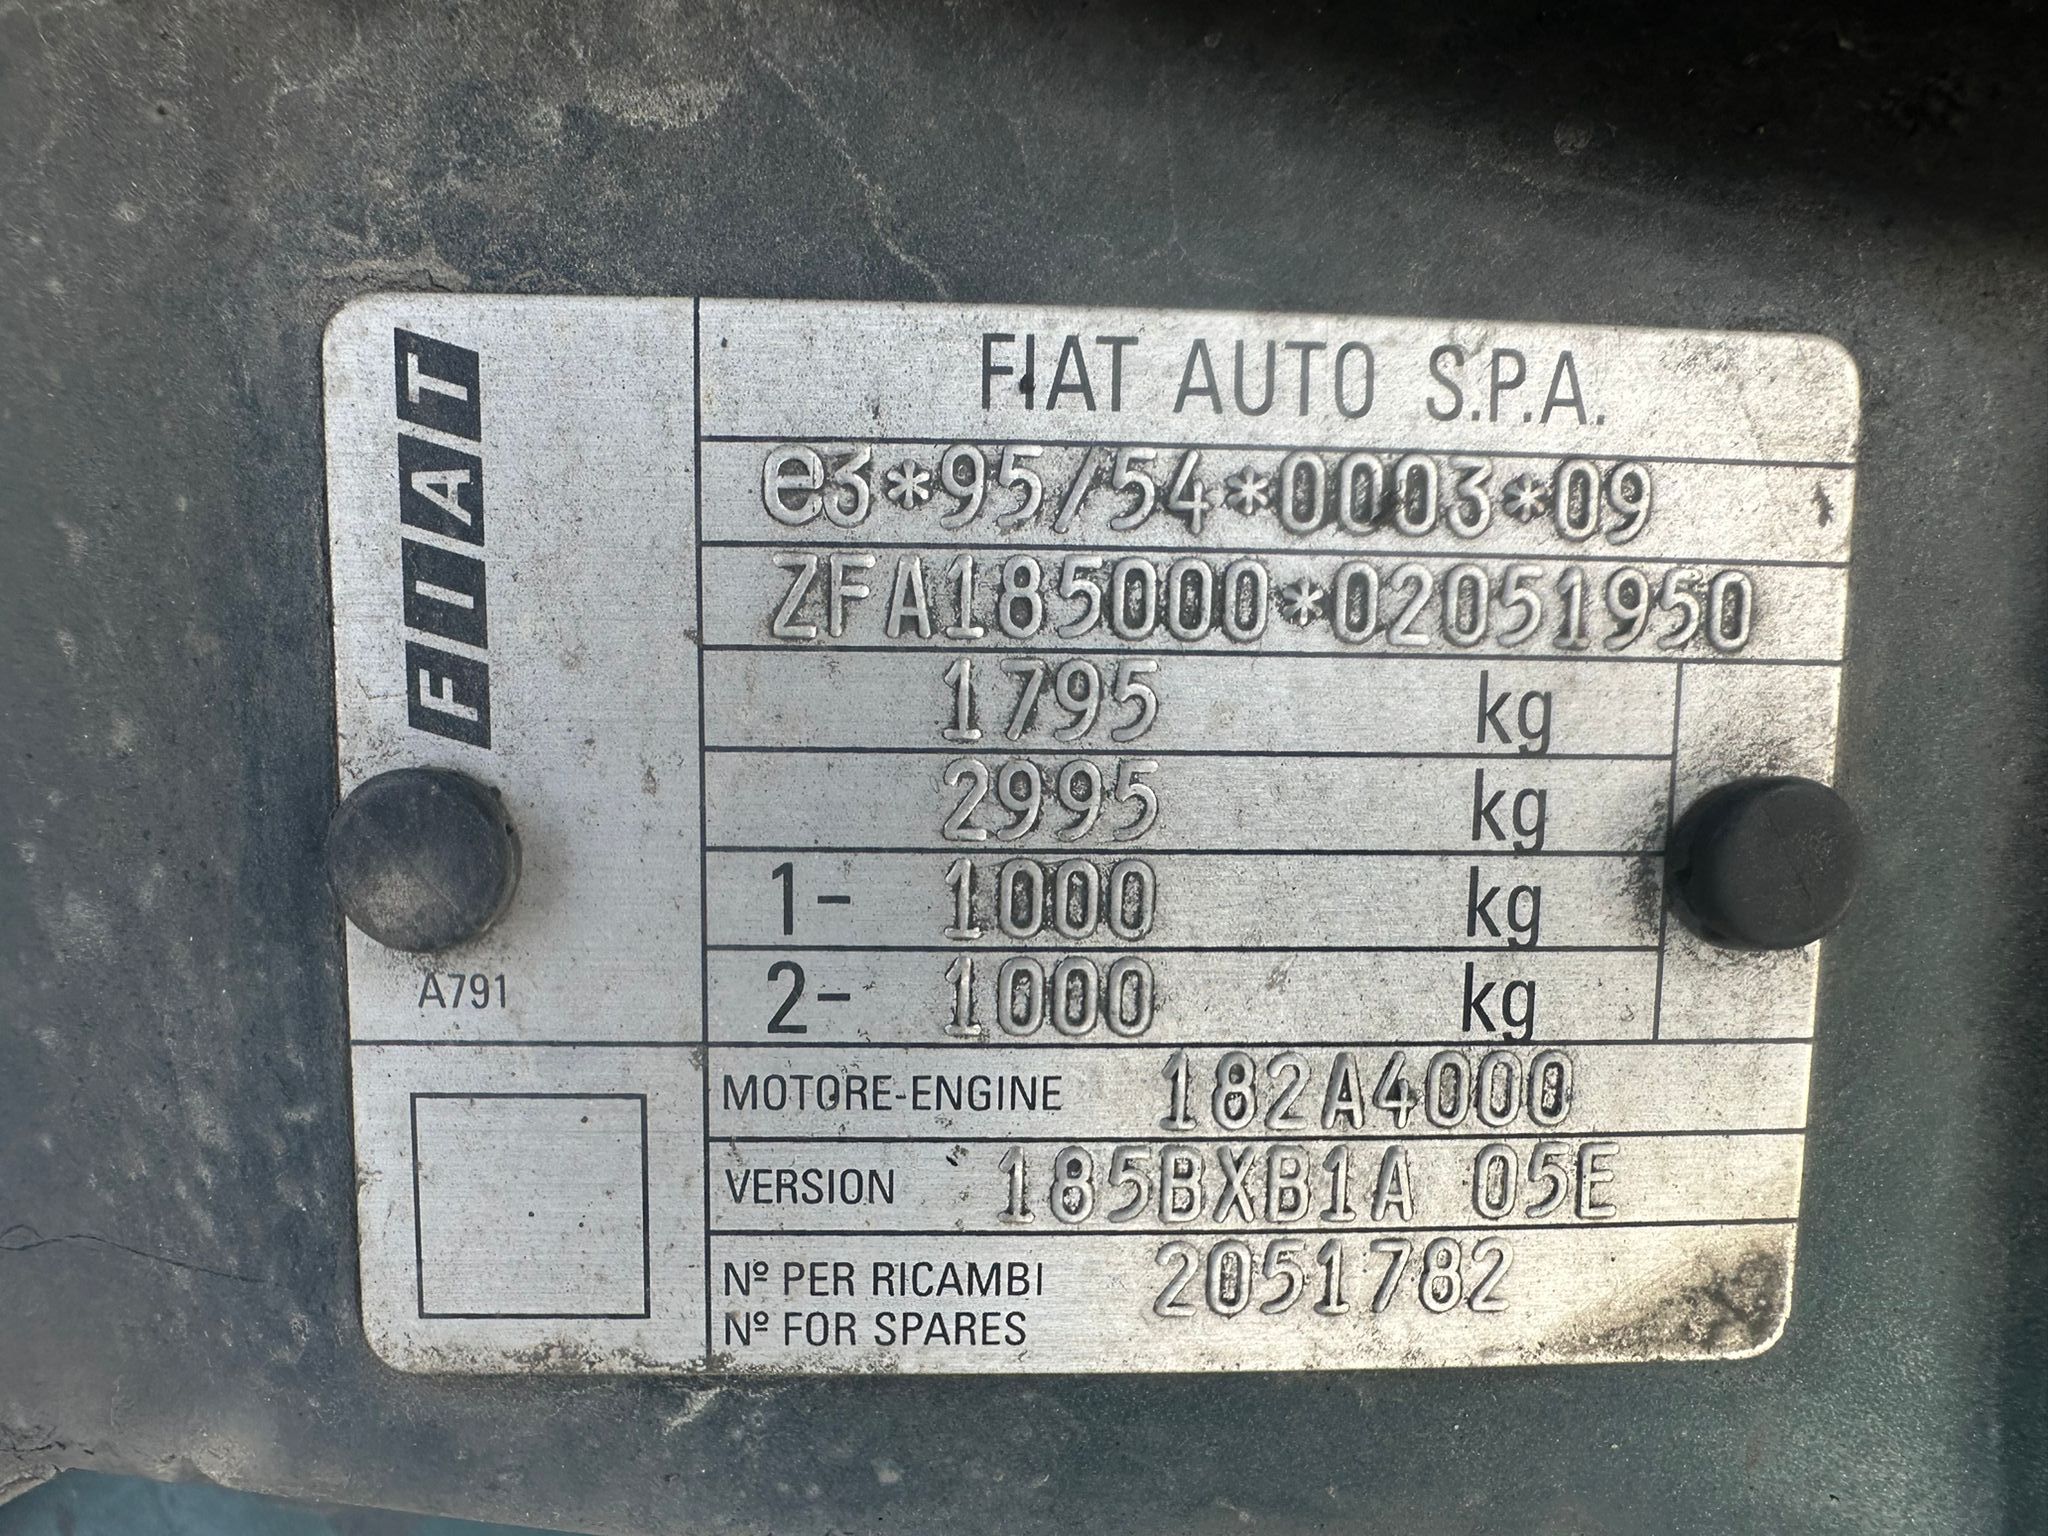 FIAT
FIAT AUTO S.P.A.
e3*95/54*0003*09
ZFA185000*02051950
1795 kg
2995 kg
1- 1000 kg
2- 1000 kg
A791
MOTORE-ENGINE 182A4000
VERSION 185BXB1A 05E
Nº PER RICAMBI 2051782
Nº FOR SPARES